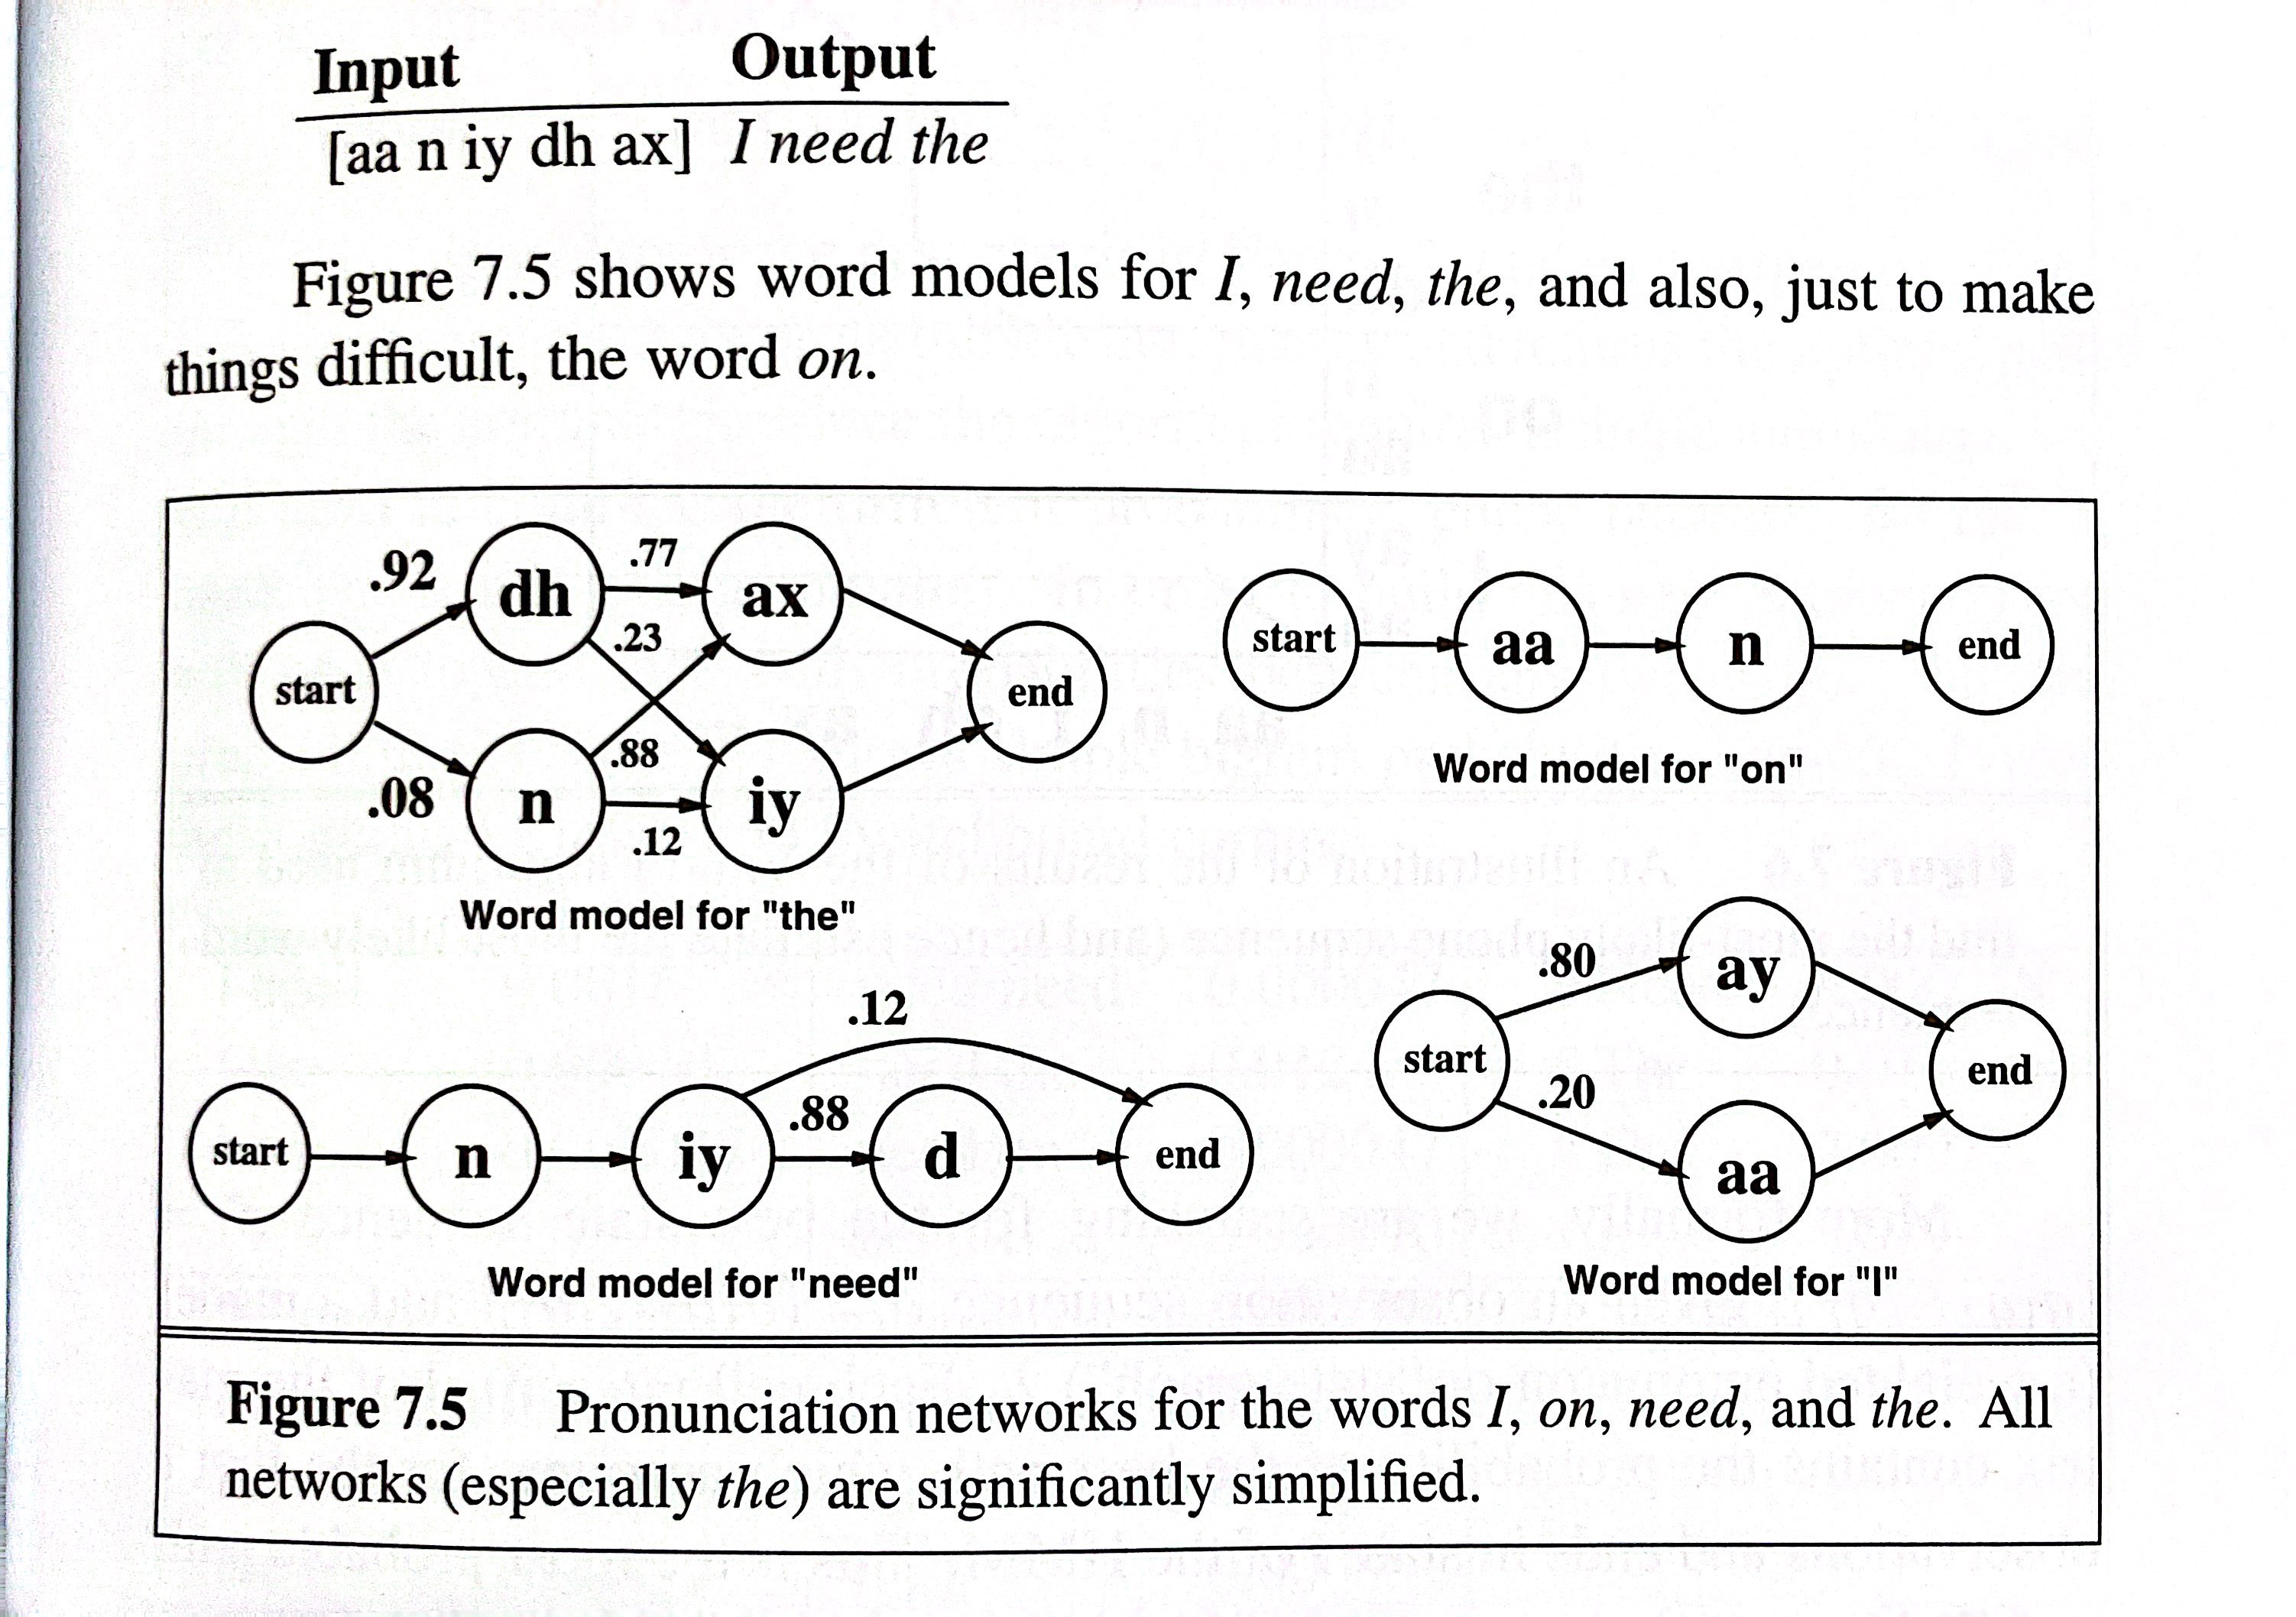 Input Output
[aa n iy dh ax] I need the
Figure 7.5 shows word models for I, need, the, and also, just to make
things difficult, the word on.
.92 dh .77 ax
.23
start end
.88
.08 n .12 iy
Word model for "the"
start aa n end
Word model for "on"
.12
start n iy .88 d end
Word model for "need"
.80 ay
start end
.20 aa
Word model for "I"
Figure 7.5 Pronunciation networks for the words I, on, need, and the. All
networks (especially the) are significantly simplified.